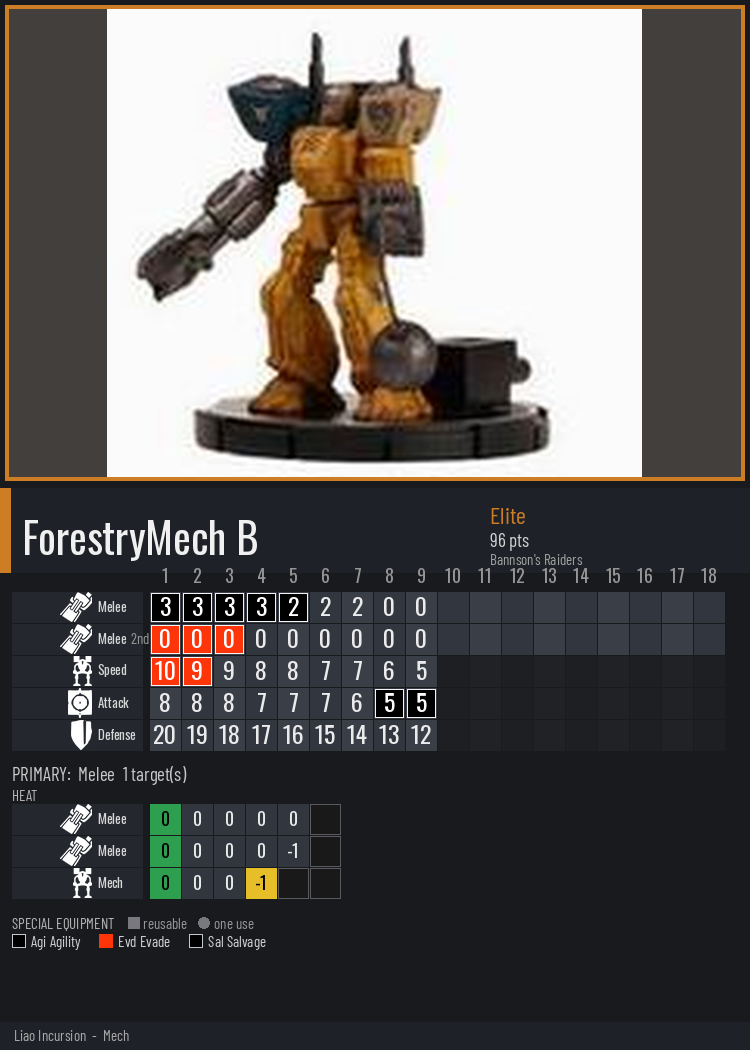 ForestryMech B
Elite
96 pts
Bannson's Raiders
1 2 3 4 5 6 7 8 9 10 11 12 13 14 15 16 17 18
Melee 3 3 3 3 2 2 2 0 0
Melee 2nd 0 0 0 0 0 0 0 0 0
Speed 10 9 9 8 8 7 7 6 5
Attack 8 8 8 7 7 7 6 5 5
Defense 20 19 18 17 16 15 14 13 12
PRIMARY: Melee 1 target(s)
HEAT
Melee 0 0 0 0 0
Melee 0 0 0 0 -1
Mech 0 0 0 -1
SPECIAL EQUIPMENT reusable one use
Agi Agility Evd Evade Sal Salvage
Liao Incursion - Mech